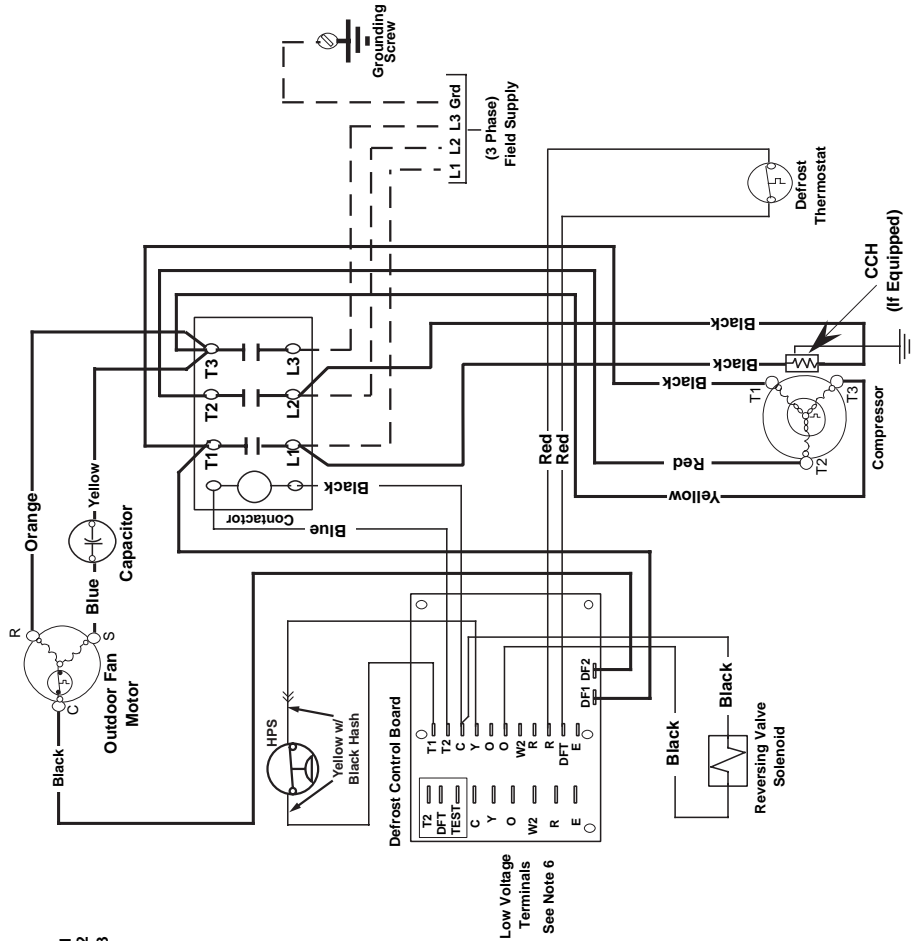 Grounding
Screw
L1 L2 L3 Grd
(3 Phase)
Field Supply
Defrost
Thermostat
CCH
(If Equipped)
Orange
Yellow
Capacitor
Blue
R
S
C
Outdoor Fan
Motor
Black
T3
T2
T1
L3
L2
L1
Contactor
Black
Blue
Red
Red
Black
Black
Black
Red
Yellow
T1
T2
T3
Compressor
HPS
Yellow w/
Black Hash
Defrost Control Board
T1
T2
C
Y
O
O
W2
R
R
DFT
E
DF1
DF2
T2
DFT
TEST
C
Y
O
W2
R
E
Low Voltage
Terminals
See Note 6
Black
Black
Reversing Valve
Solenoid
1
2
3